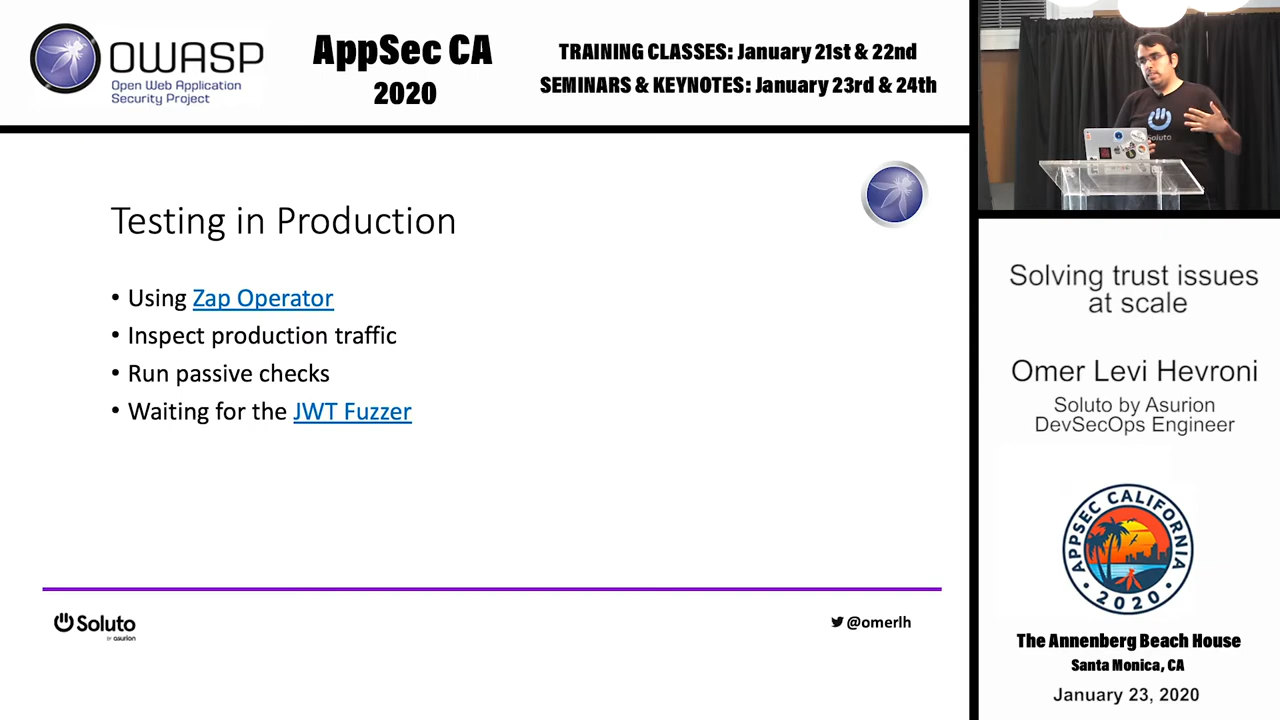 OWASP
Open Web Application
Security Project
AppSec CA
2020
TRAINING CLASSES: January 21st & 22nd
SEMINARS & KEYNOTES: January 23rd & 24th
Soluto
Testing in Production
• Using Zap Operator
• Inspect production traffic
• Run passive checks
• Waiting for the JWT Fuzzer
Soluto
BY asurion
@omerlh
Solving trust issues
at scale
Omer Levi Hevroni
Soluto by Asurion
DevSecOps Engineer
APPSEC CALIFORNIA
• 2020 •
The Annenberg Beach House
Santa Monica, CA
January 23, 2020